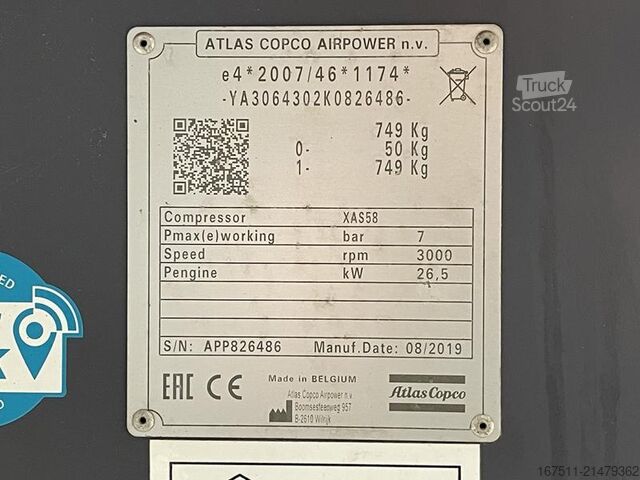 ATLAS COPCO AIRPOWER n.v.
e4*2007/46*1174*
-YA3064302K0826486-
Truck
Scout24
749 Kg
0- 50 Kg
1- 749 Kg
Compressor XAS58
Pmax(e)working bar 7
Speed rpm 3000
Pengine kW 26,5
S/N: APP826486 Manuf.Date: 08/2019
EAC CE
Made in BELGIUM
Atlas Copco Airpower n.v.
Boomsesteenweg 957
B-2610 Wilrijk
Atlas Copco
167511-21479362